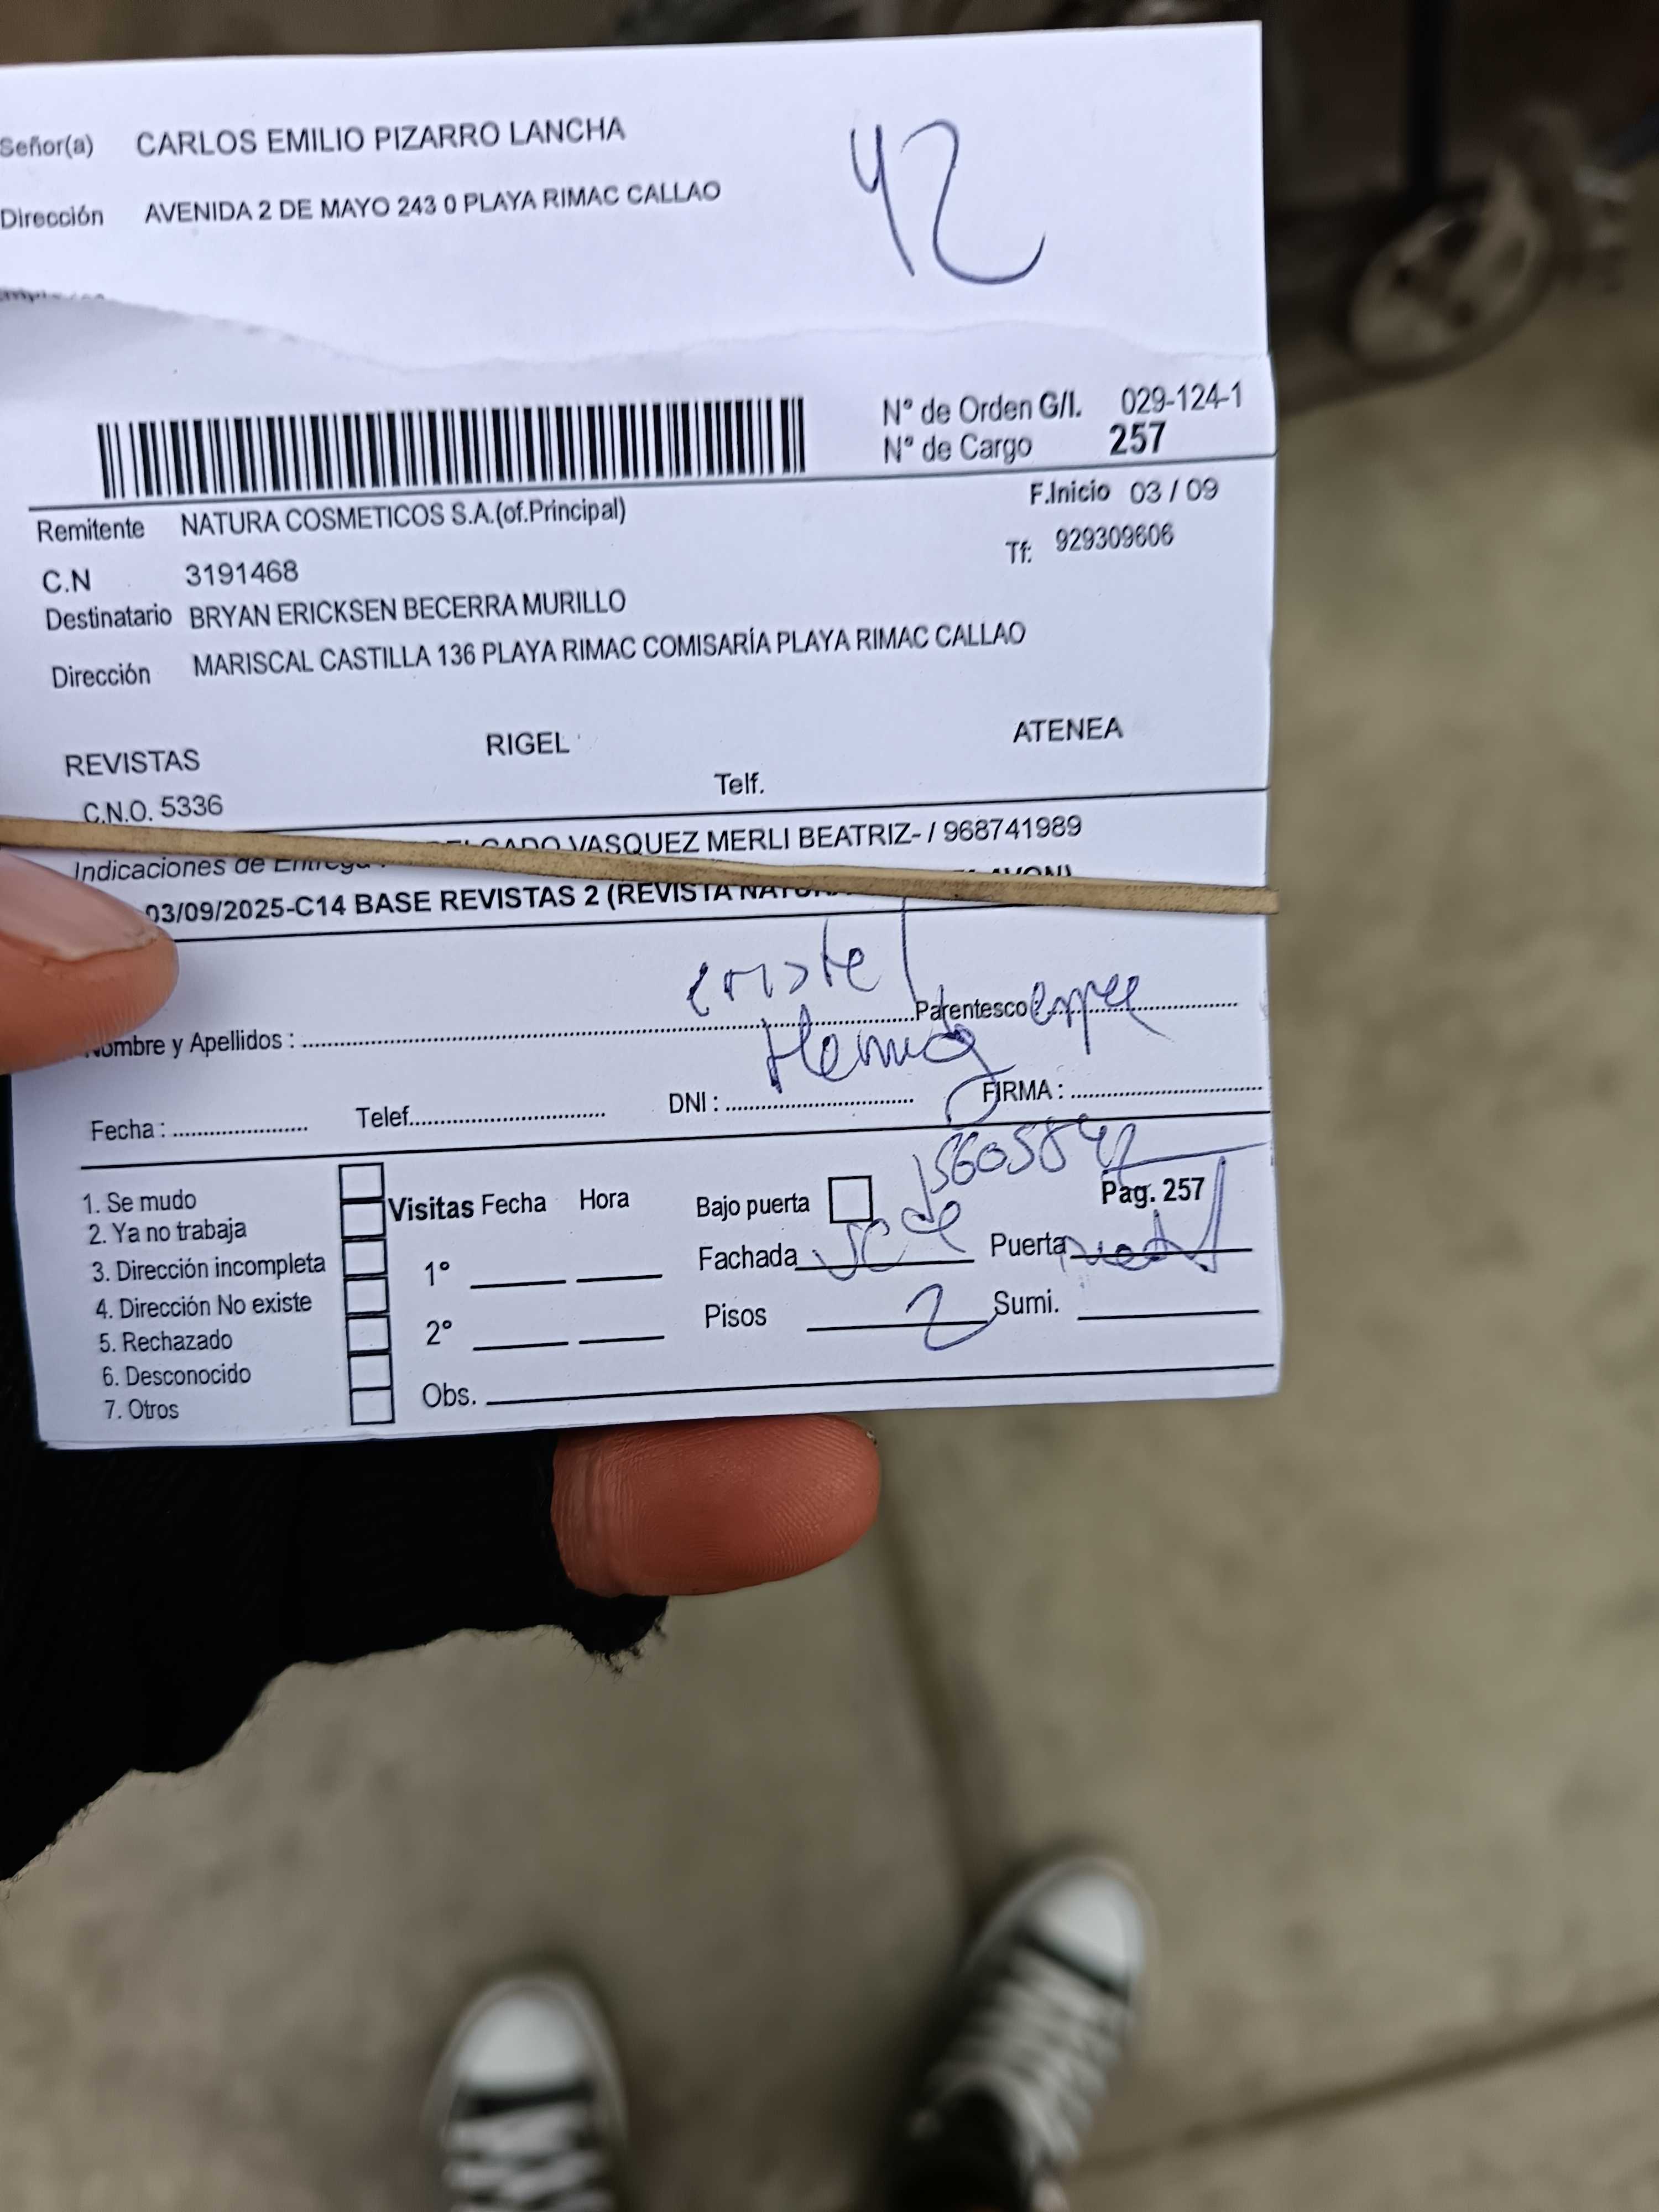 Señor(a) CARLOS EMILIO PIZARRO LANCHA
42
Dirección AVENIDA 2 DE MAYO 243 0 PLAYA RIMAC CALLAO
N° de Orden G/I. 029-124-1
N° de Cargo 257
Remitente NATURA COSMETICOS S.A.(of.Principal) F.Inicio 03 / 09
C.N 3191468 Tf: 929309606
Destinatario BRYAN ERICKSEN BECERRA MURILLO
Dirección MARISCAL CASTILLA 136 PLAYA RIMAC COMISARÍA PLAYA RIMAC CALLAO
REVISTAS RIGEL ATENEA
C.N.O. 5336 Telf.
Indicaciones de Entrega VASQUEZ MERLI BEATRIZ- / 968741989
03/09/2025-C14 BASE REVISTAS 2 (REVISTA
cristel
Nombre y Apellidos : Parentesco :
Fecha : Telef. DNI : FIRMA :
1. Se mudo Visitas Fecha Hora Bajo puerta Pag. 257
2. Ya no trabaja
3. Dirección incompleta 1° Fachada Puerta
4. Dirección No existe
5. Rechazado 2° Pisos 2 Sumi.
6. Desconocido
7. Otros Obs.